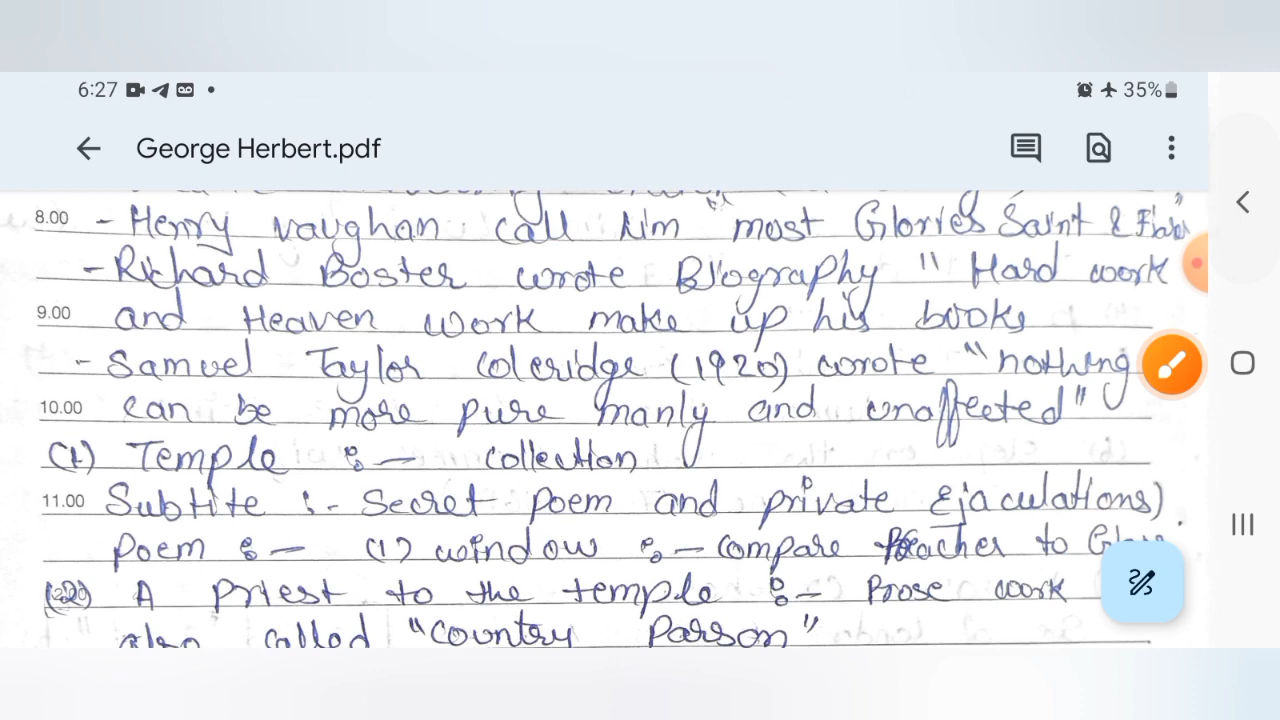 6:27
35%
George Herbert.pdf
8.00 - Henry vaughan call him most Glories Saint &
- Richard Boster wrote Biography " Hard work
9.00 and Heaven work make up his books
- Samuel Taylor coleridge (1920) wrote "nothing
10.00 can be more pure manly and unaffected"
(1) Temple :- collection
11.00 Subtite :- Secret poem and private Ejaculations)
poem :- (1) window :- compare to
A priest to the temple :- Prose work
also called "country Parson"